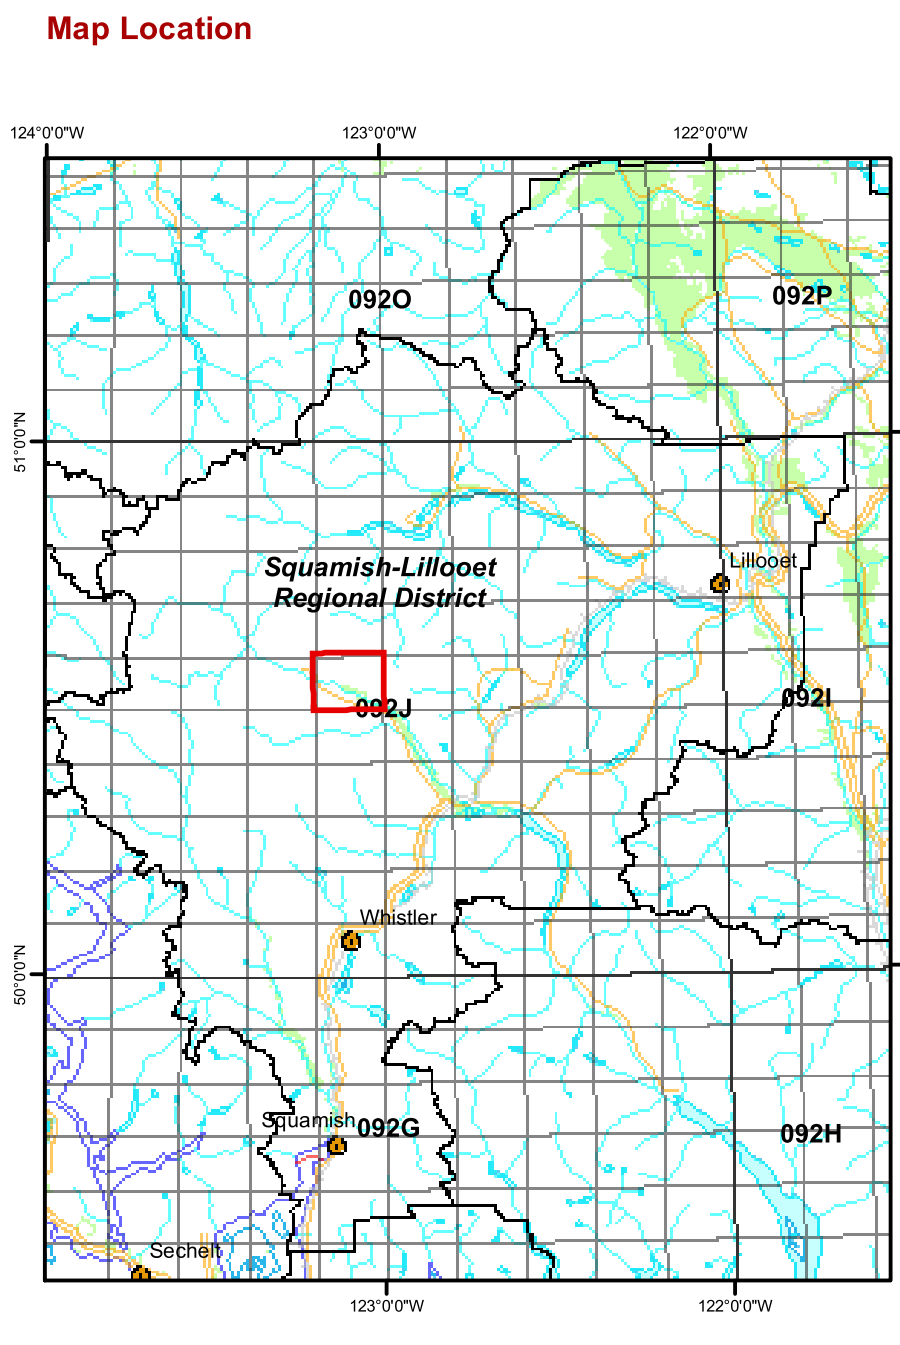 Map Location
124°0'0"W
123°0'0"W
122°0'0"W
092O
092P
51°0'0"N
Lillooet
Squamish-Lillooet
Regional District
092J
092I
Whistler
50°0'0"N
Squamish
092G
092H
Sechelt
123°0'0"W
122°0'0"W